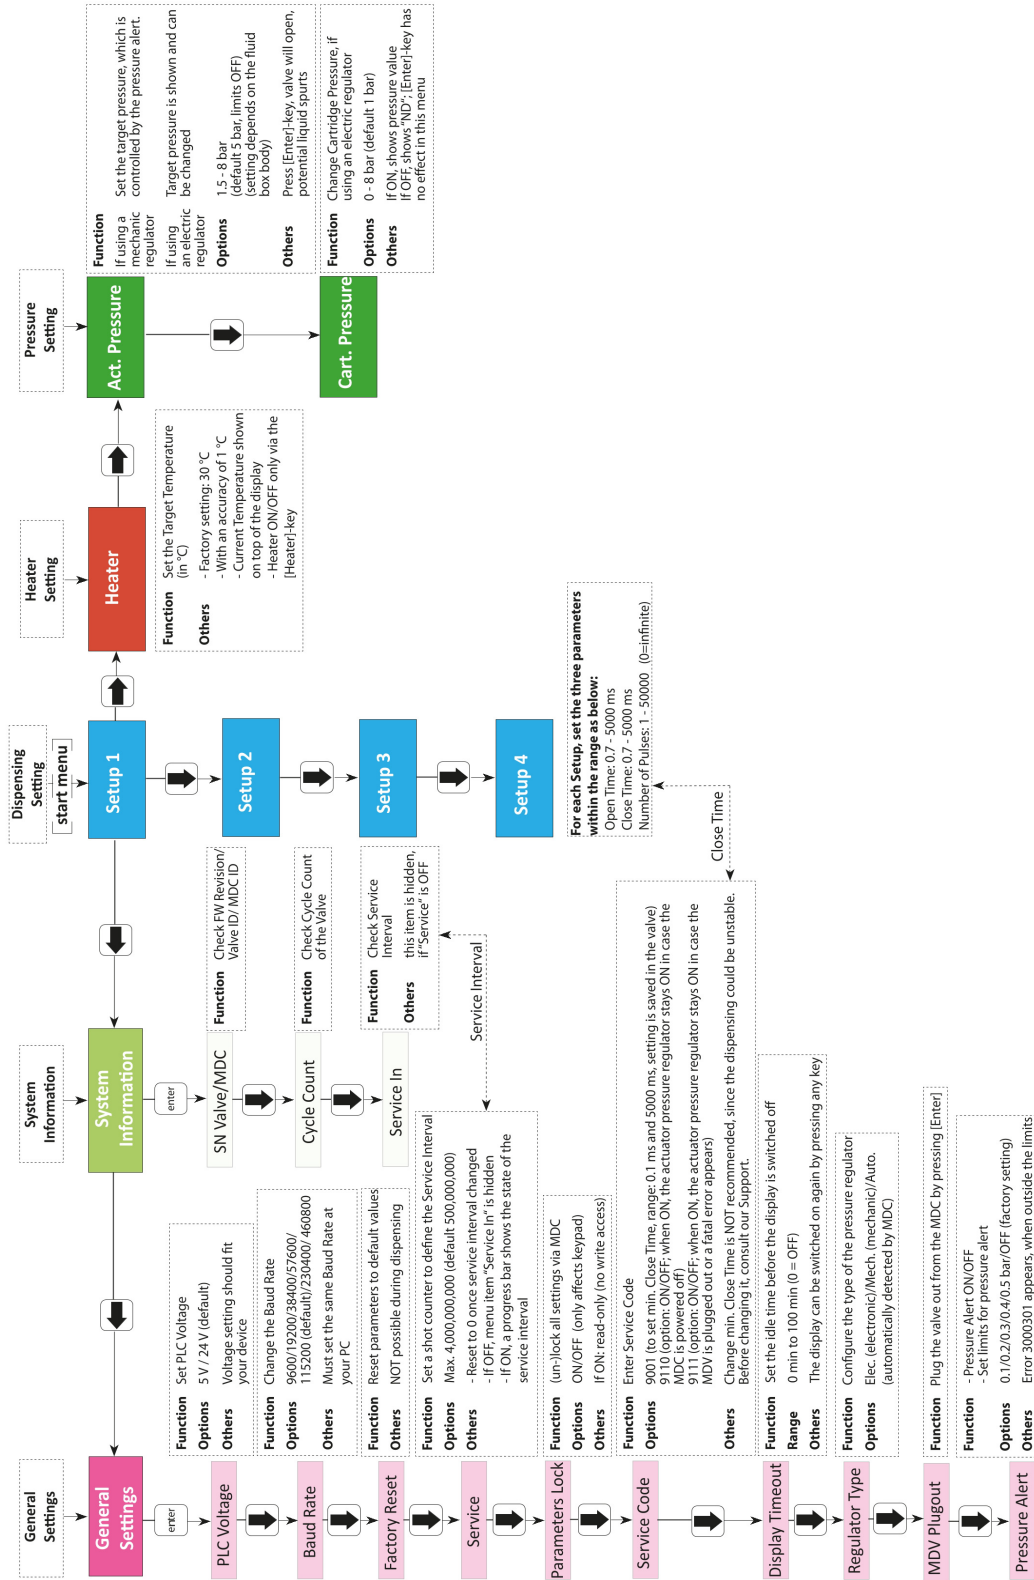 General
Settings
General
Settings
enter
PLC Voltage
Function Set PLC Voltage
Options 5 V / 24 V (default)
Others Voltage setting should fit
your device
Baud Rate
Function Change the Baud Rate
Options 9600/19200/38400/57600/
115200 (default)/230400/ 460800
Others Must set the same Baud Rate at
your PC
Factory Reset
Function Reset parameters to default values
Others NOT possible during dispensing
Service
Function Set a shot counter to define the Service Interval
Options Max. 4,000,000,000 (default 500,000,000)
Others - Reset to 0 once service interval changed
- If OFF, menu item "Service In" is hidden
- If ON, a progress bar shows the state of the
service interval
Service Interval
Parameters Lock
Function (un-)lock all settings via MDC
Options ON/OFF (only affects keypad)
Others If ON: read-only (no write access)
Service Code
Function Enter Service Code
Options 9001 (to set min. Close Time, range: 0.1 ms and 5000 ms, setting is saved in the valve)
9110 (option: ON/OFF; when ON, the actuator pressure regulator stays ON in case the
MDC is powered off)
9111 (option: ON/OFF; when ON, the actuator pressure regulator stays ON in case the
MDV is plugged out or a fatal error appears)
Others Change min. Close Time is NOT recommended, since the dispensing could be unstable.
Before changing it, consult our Support.
Close Time
Display Timeout
Function Set the idle time before the display is switched off
Range 0 min to 100 min (0 = OFF)
Others The display can be switched on again by pressing any key
Regulator Type
Function Configure the type of the pressure regulator
Options Elec. (electronic)/Mech. (mechanic)/Auto.
(automatically detected by MDC)
MDV Plugout
Function Plug the valve out from the MDC by pressing [Enter]
Pressure Alert
Function - Pressure Alert ON/OFF
- Set limits for pressure alert
Options 0.1/0.2/0.3/0.4/0.5 bar/OFF (factory setting)
Others Error 3000301 appears, when outside the limits
System
Information
System
Information
enter
SN Valve/MDC
Function Check FW Revision/
Valve ID/ MDC ID
Cycle Count
Function Check Cycle Count
of the Valve
Service In
Function Check Service
Interval
Others this item is hidden,
if "Service" is OFF
Dispensing
Setting
start menu
Setup 1
Setup 2
Setup 3
Setup 4
For each Setup, set the three parameters
within the range as below:
Open Time: 0.7 - 5000 ms
Close Time: 0.7 - 5000 ms
Number of Pulses: 1 - 50000 (0=infinite)
Heater
Setting
Heater
Function Set the Target Temperature
(in °C)
Others - Factory setting: 30 °C
- With an accuracy of 1 °C
- Current Temperature shown
on top of the display
- Heater ON/OFF only via the
[Heater]-key
Pressure
Setting
Act. Pressure
Function
If using a
mechanic
regulator
Set the target pressure, which is
controlled by the pressure alert.
If using
an electric
regulator
Target pressure is shown and can
be changed
Options 1.5 - 8 bar
(default 5 bar, limits OFF)
(setting depends on the fluid
box body)
Others Press [Enter]-key, valve will open,
potential liquid spurts
Cart. Pressure
Function Change Cartridge Pressure, if
using an electric regulator
Options 0 - 8 bar (default 1 bar)
Others If ON, shows pressure value
If OFF, shows "ND"; [Enter]-key has
no effect in this menu